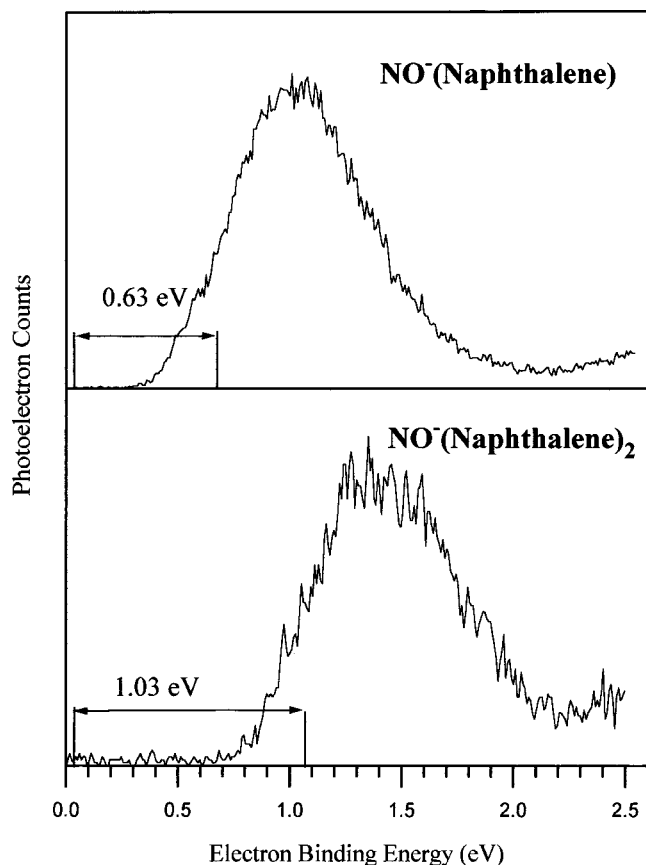 NO⁻(Naphthalene)
0.63 eV
NO⁻(Naphthalene)₂
1.03 eV
Photoelectron Counts
0.0 0.5 1.0 1.5 2.0 2.5
Electron Binding Energy (eV)